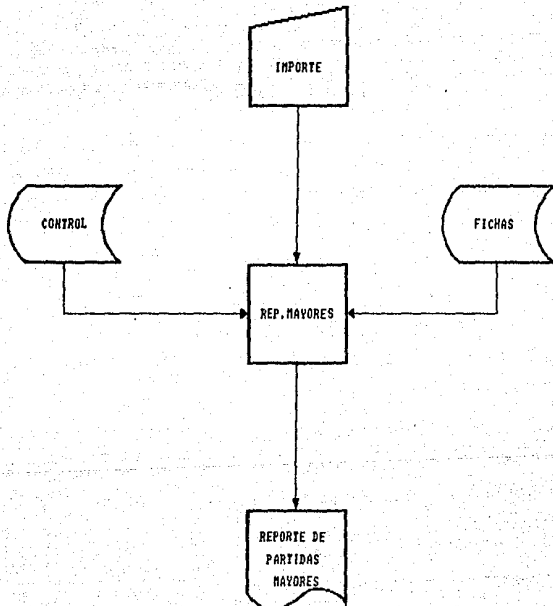 IMPORTE
CONTROL
FICHAS
REP.MAYORES
REPORTE DE
PARTIDAS
MAYORES